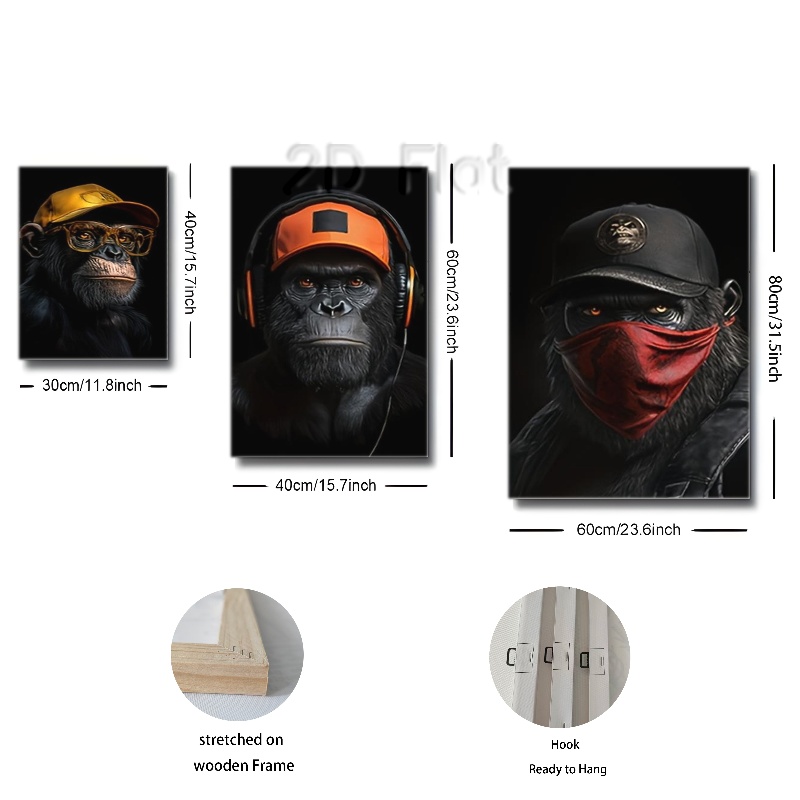 2D Flat
40cm/15.7inch
60cm/23.6inch
80cm/31.5inch
30cm/11.8inch
40cm/15.7inch
60cm/23.6inch
stretched on
wooden Frame
Hook
Ready to Hang